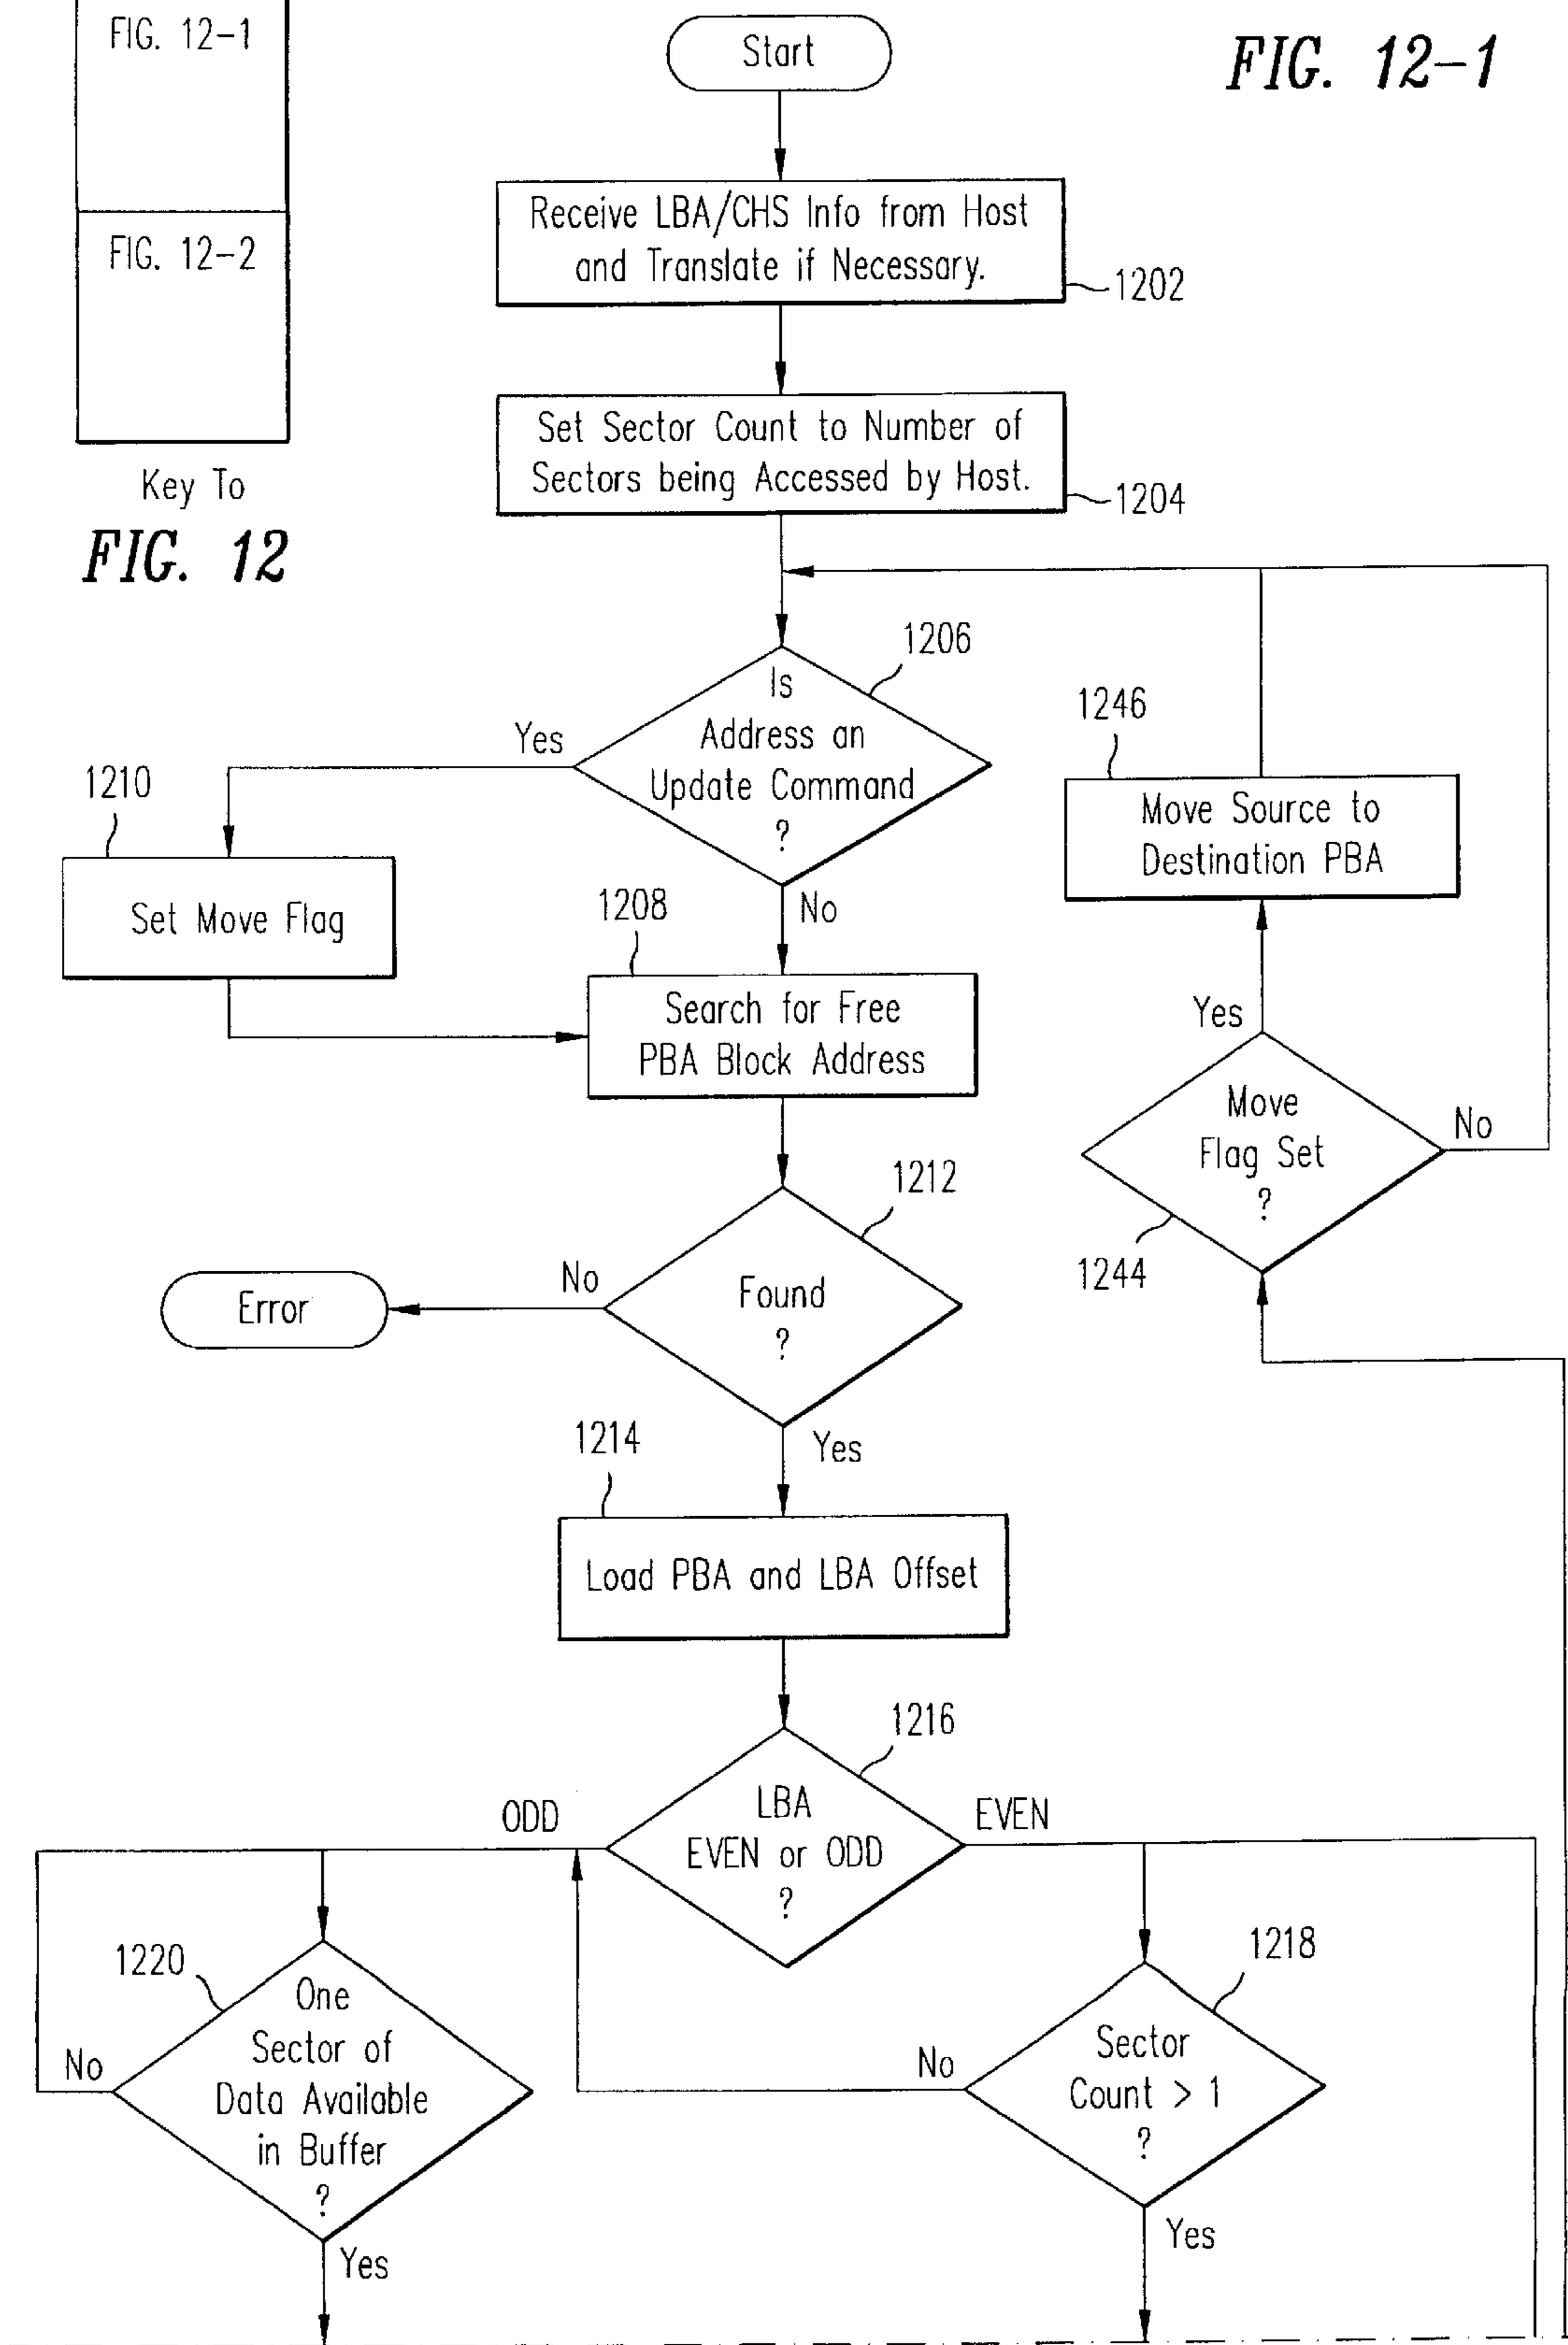 FIG. 12-1
FIG. 12-2
Key To
FIG. 12
FIG. 12-1
Start
Receive LBA/CHS Info from Host
and Translate if Necessary.
1202
Set Sector Count to Number of
Sectors being Accessed by Host.
1204
1206
Is
Address an
Update Command
?
Yes
No
1210
Set Move Flag
1208
Search for Free
PBA Block Address
1246
Move Source to
Destination PBA
Yes
Move
Flag Set
?
No
1244
1212
Found
?
No
Error
Yes
1214
Load PBA and LBA Offset
1216
LBA
EVEN or ODD
?
ODD
EVEN
1220
One
Sector of
Data Available
in Buffer
?
No
Yes
1218
Sector
Count > 1
?
No
Yes